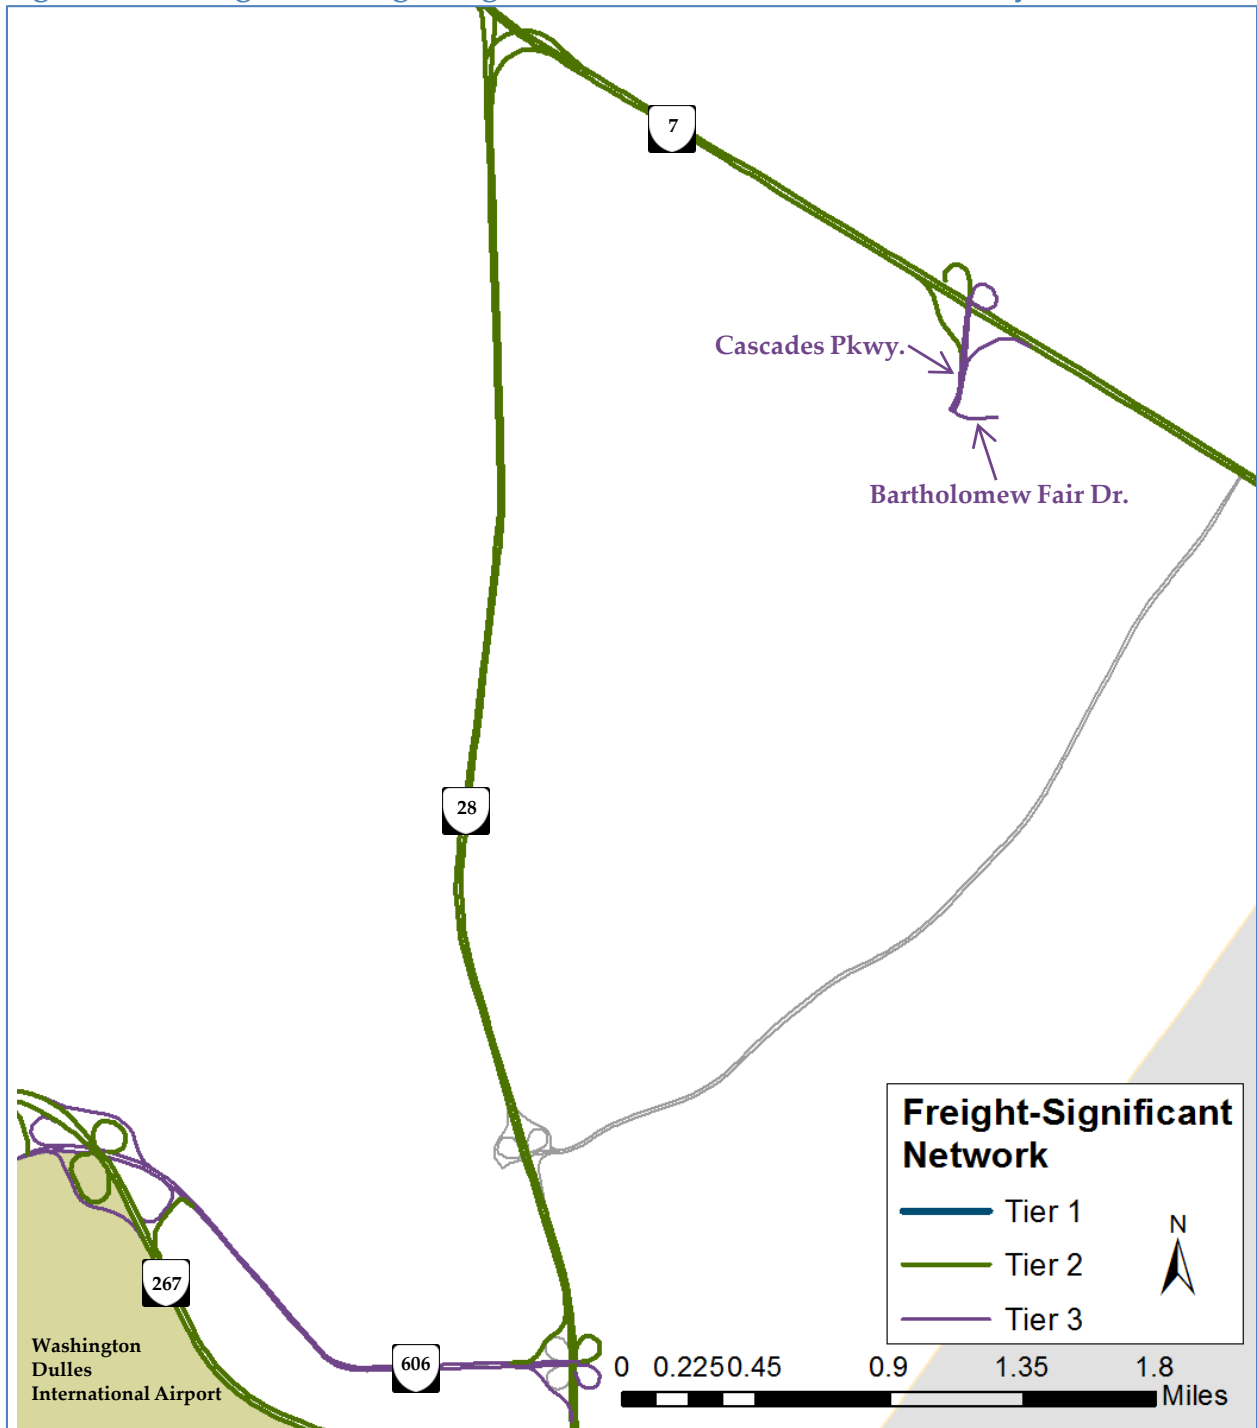 7
Cascades Pkwy.
Bartholomew Fair Dr.
28
Freight-Significant
Network
Tier 1
Tier 2
Tier 3
N
267
Washington
Dulles
International Airport
606
0 0.225 0.45 0.9 1.35 1.8
Miles